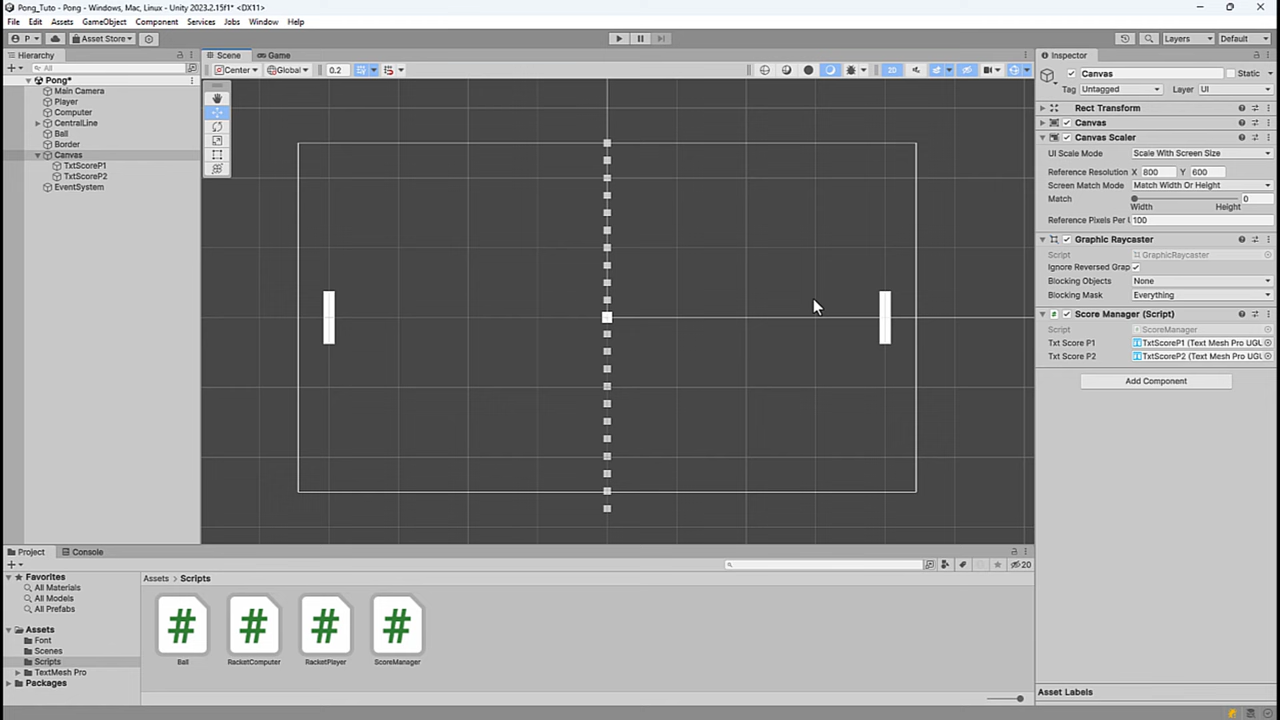 Pong_Tuto - Pong - Windows, Mac, Linux - Unity 2023.2.15f1* <DX11>
File Edit Assets GameObject Component Services Jobs Window Help
P Asset Store Layers Default
Hierarchy
All
Pong*
Main Camera
Player
Computer
CentralLine
Ball
Border
Canvas
TxtScoreP1
TxtScoreP2
EventSystem
Scene Game
Center Global 0.2 2D
Inspector
Canvas Static
Tag Untagged Layer UI
Rect Transform
Canvas
Canvas Scaler
UI Scale Mode Scale With Screen Size
Reference Resolution X 800 Y 600
Screen Match Mode Match Width Or Height
Match 0
Width Height
Reference Pixels Per U 100
Graphic Raycaster
Script GraphicRaycaster
Ignore Reversed Grap
Blocking Objects None
Blocking Mask Everything
Score Manager (Script)
Script ScoreManager
Txt Score P1 TxtScoreP1 (Text Mesh Pro UGU
Txt Score P2 TxtScoreP2 (Text Mesh Pro UGU
Add Component
Asset Labels
Project Console
20
Favorites
All Materials
All Models
All Prefabs
Assets
Font
Scenes
Scripts
TextMesh Pro
Packages
Assets > Scripts
# # # #
Ball RacketComputer RacketPlayer ScoreManager